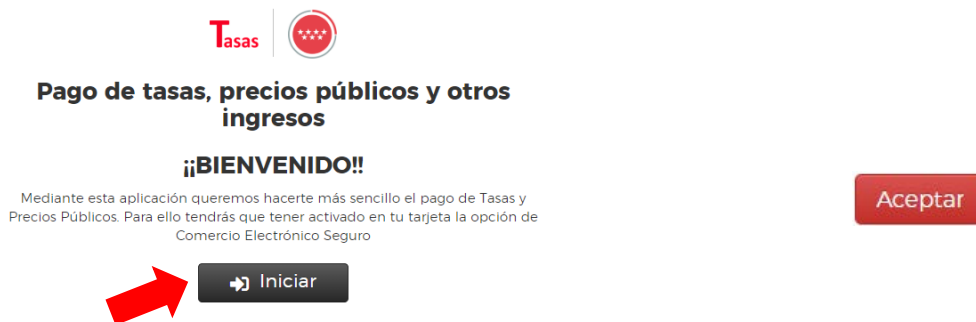 Tasas
Pago de tasas, precios públicos y otros
ingresos
¡¡BIENVENIDO!!
Mediante esta aplicación queremos hacerte más sencillo el pago de Tasas y
Precios Públicos. Para ello tendrás que tener activado en tu tarjeta la opción de
Comercio Electrónico Seguro
Iniciar
Aceptar